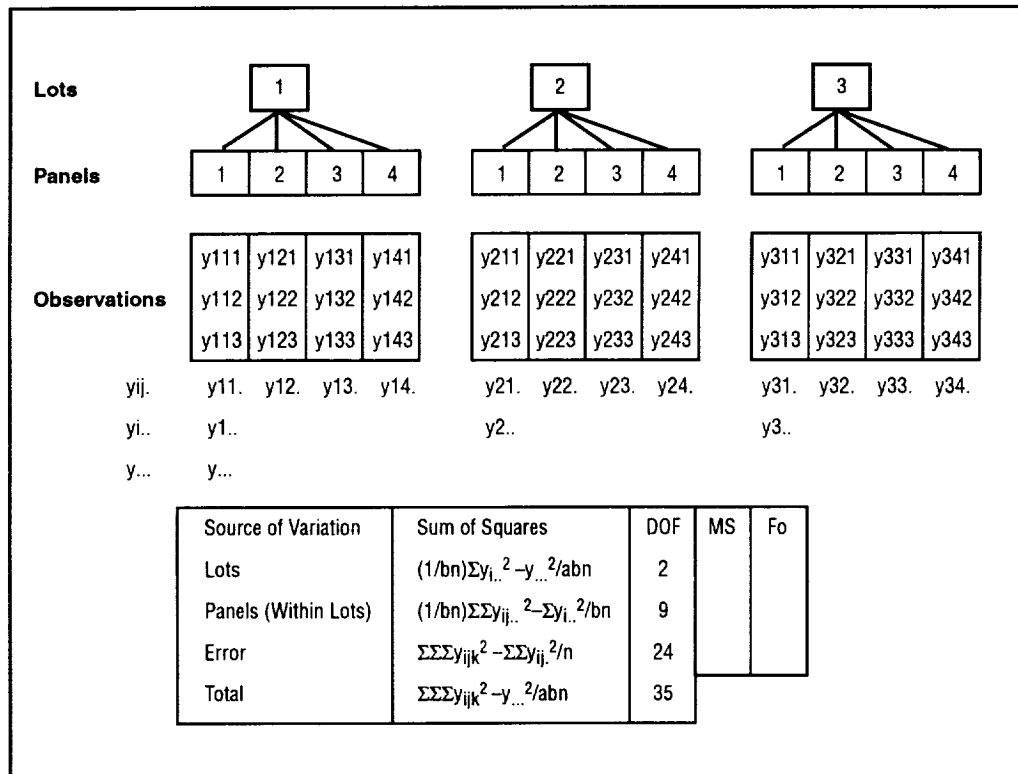 Lots 1 2 3
Panels 1 2 3 4 1 2 3 4 1 2 3 4
y111 y121 y131 y141 y211 y221 y231 y241 y311 y321 y331 y341
Observations y112 y122 y132 y142 y212 y222 y232 y242 y312 y322 y332 y342
y113 y123 y133 y143 y213 y223 y233 y243 y313 y323 y333 y343
yij. y11. y12. y13. y14. y21. y22. y23. y24. y31. y32. y33. y34.
yi.. y1.. y2.. y3..
y... y...
Source of Variation Sum of Squares DOF MS Fo
Lots (1/bn)Σyi..² –y...²/abn 2
Panels (Within Lots) (1/bn)ΣΣyij..² –Σyi..²/bn 9
Error ΣΣΣyijk² –ΣΣyij.²/n 24
Total ΣΣΣyijk² –y...²/abn 35